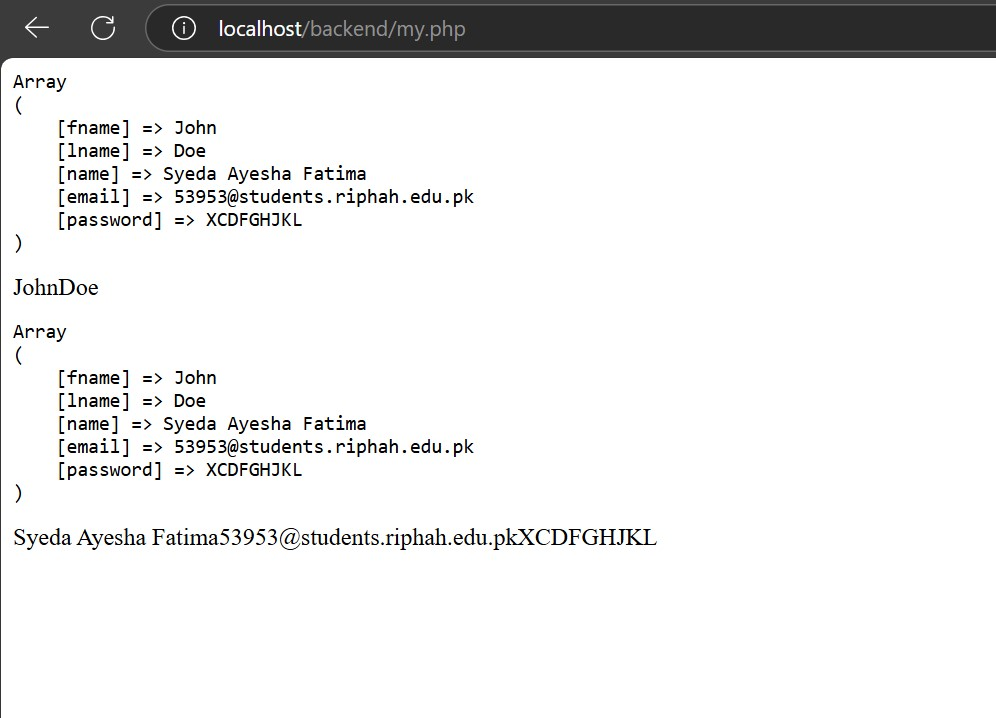 localhost/backend/my.php
Array
(
    [fname] => John
    [lname] => Doe
    [name] => Syeda Ayesha Fatima
    [email] => 53953@students.riphah.edu.pk
    [password] => XCDFGHJKL
)
JohnDoe
Array
(
    [fname] => John
    [lname] => Doe
    [name] => Syeda Ayesha Fatima
    [email] => 53953@students.riphah.edu.pk
    [password] => XCDFGHJKL
)
Syeda Ayesha Fatima53953@students.riphah.edu.pkXCDFGHJKL